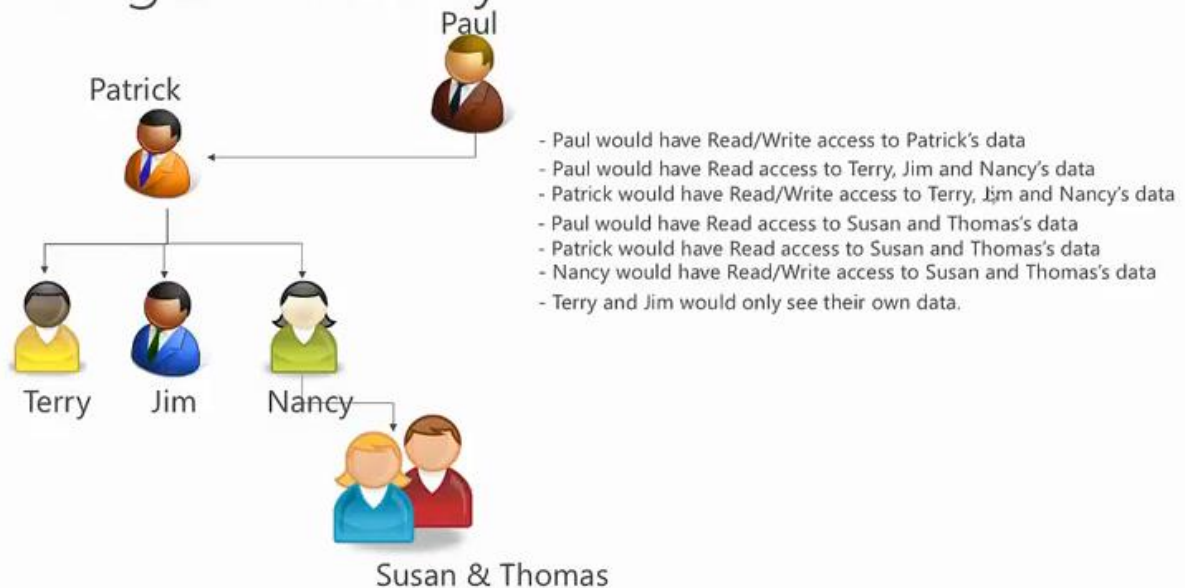 Paul
Patrick
- Paul would have Read/Write access to Patrick's data
- Paul would have Read access to Terry, Jim and Nancy's data
- Patrick would have Read/Write access to Terry, Jim and Nancy's data
- Paul would have Read access to Susan and Thomas's data
- Patrick would have Read access to Susan and Thomas's data
- Nancy would have Read/Write access to Susan and Thomas's data
- Terry and Jim would only see their own data.
Terry
Jim
Nancy
Susan & Thomas